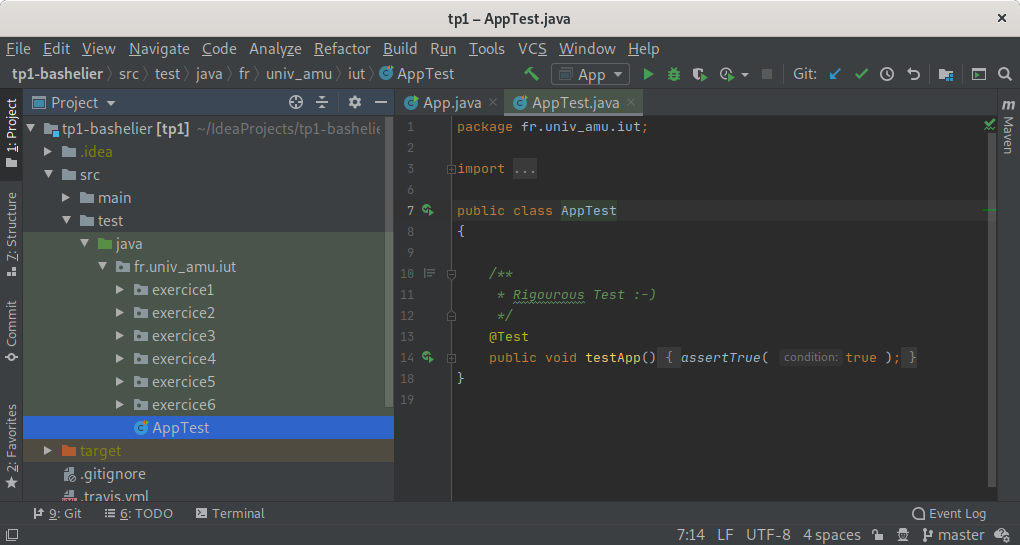 tp1 – AppTest.java
File Edit View Navigate Code Analyze Refactor Build Run Tools VCS Window Help
tp1-bashelier src test java fr univ_amu iut AppTest App Git:
Project
App.java
AppTest.java
1: Project
7: Structure
Commit
2: Favorites
tp1-bashelier [tp1] ~/IdeaProjects/tp1-bashelie
.idea
src
main
test
java
fr.univ_amu.iut
exercice1
exercice2
exercice3
exercice4
exercice5
exercice6
AppTest
target
.gitignore
.travis.yml
1 package fr.univ_amu.iut;
2
3 import ...
6
7 public class AppTest
8 {
9
10 /**
11 * Rigourous Test :-)
12 */
13 @Test
14 public void testApp() { assertTrue( condition: true ); }
18 }
19
m
Maven
9: Git 6: TODO Terminal Event Log
7:14 LF UTF-8 4 spaces master